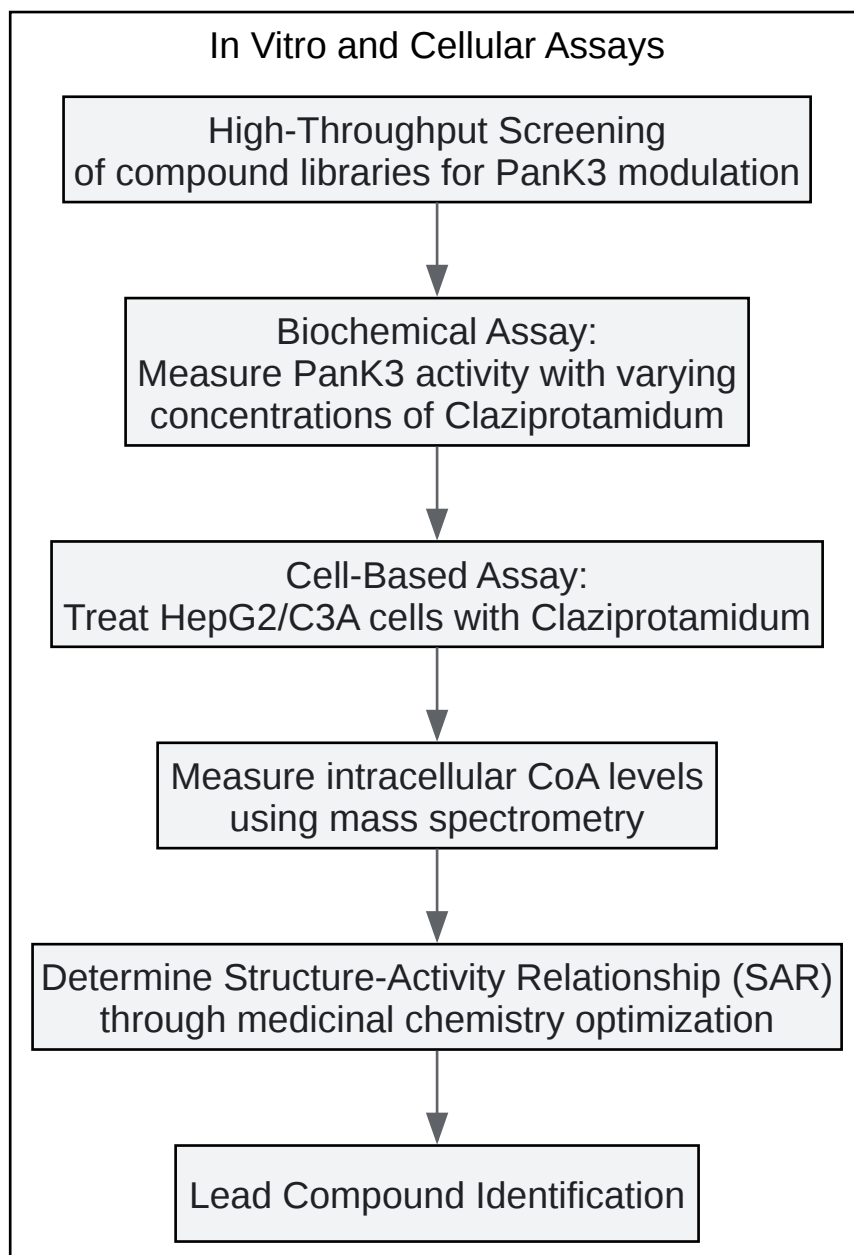 In Vitro and Cellular Assays
High-Throughput Screening
of compound libraries for PanK3 modulation
Biochemical Assay:
Measure PanK3 activity with varying
concentrations of Claziprotamidum
Cell-Based Assay:
Treat HepG2/C3A cells with Claziprotamidum
Measure intracellular CoA levels
using mass spectrometry
Determine Structure-Activity Relationship (SAR)
through medicinal chemistry optimization
Lead Compound Identification